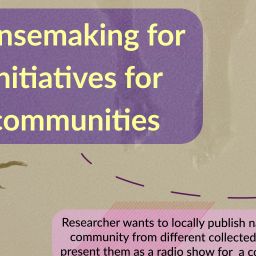 nsemaking for
nitiatives for
communities
Researcher wants to locally publish n
community from different collected
present them as a radio show for a co